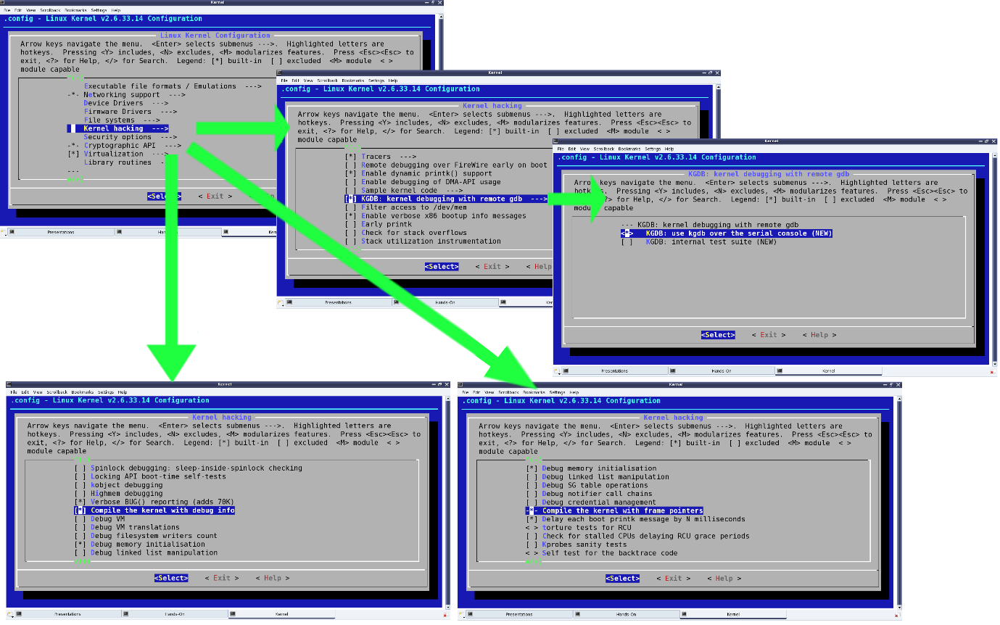 Kernel
File Edit View Scrollback Bookmarks Settings Help
.config - Linux Kernel v2.6.33.14 Configuration
Linux Kernel Configuration
Arrow keys navigate the menu. <Enter> selects submenus --->. Highlighted letters are
hotkeys. Pressing <Y> includes, <N> excludes, <M> modularizes features. Press <Esc><Esc> to
exit, <?> for Help, </> for Search. Legend: [*] built-in [ ] excluded <M> module < >
module capable
Executable file formats / Emulations --->
-*- Networking support --->
Device Drivers --->
Firmware Drivers --->
File systems --->
Kernel hacking --->
Security options --->
-*- Cryptographic API --->
[*] Virtualization --->
Library routines
---
< Exit >
Presentations
Kernel
File Edit View Scrollback Bookmarks Settings Help
.config - Linux Kernel v2.6.33.14 Configuration
Kernel hacking
Arrow keys navigate the menu. <Enter> selects submenus --->. Highlighted letters are
hotkeys. Pressing <Y> includes, <N> excludes, <M> modularizes features. Press <Esc><Esc> to
exit, <?> for Help, </> for Search. Legend: [*] built-in [ ] excluded <M> module < >
module capable
[*] Tracers --->
[ ] Remote debugging over FireWire early on boot
[*] Enable dynamic printk() support
[ ] Enable debugging of DMA-API usage
[ ] Sample kernel code --->
[*] KGDB: kernel debugging with remote gdb --->
[ ] Filter access to /dev/mem
[*] Enable verbose x86 bootup info messages
[ ] Early printk
[ ] Check for stack overflows
[ ] Stack utilization instrumentation
<Select> < Exit > < Help
Presentations Hands-On
Kernel
File Edit View Scrollback Bookmarks Settings Help
.config - Linux Kernel v2.6.33.14 Configuration
KGDB: kernel debugging with remote gdb
keys navigate the menu. <Enter> selects submenus --->. Highlighted letters are
Pressing <Y> includes, <N> excludes, <M> modularizes features. Press <Esc><Esc> to
for Help, </> for Search. Legend: [*] built-in [ ] excluded <M> module < >
capable
--- KGDB: kernel debugging with remote gdb
<*> KGDB: use kgdb over the serial console (NEW)
[ ] KGDB: internal test suite (NEW)
<Select> < Exit > < Help >
Presentations Hands-On Kernel
Kernel
File Edit View Scrollback Bookmarks Settings Help
.config - Linux Kernel v2.6.33.14 Configuration
Kernel hacking
Arrow keys navigate the menu. <Enter> selects submenus --->. Highlighted letters are
hotkeys. Pressing <Y> includes, <N> excludes, <M> modularizes features. Press <Esc><Esc> to
exit, <?> for Help, </> for Search. Legend: [*] built-in [ ] excluded <M> module < >
module capable
[ ] Spinlock debugging: sleep-inside-spinlock checking
[ ] Locking API boot-time self-tests
[ ] kobject debugging
[ ] Highmem debugging
[*] Verbose BUG() reporting (adds 70K)
[*] Compile the kernel with debug info
[ ] Debug VM
[ ] Debug VM translations
[ ] Debug filesystem writers count
[*] Debug memory initialisation
[ ] Debug linked list manipulation
<Select> < Exit > < Help >
Presentations Hands-On Kernel
Kernel
File Edit View Scrollback Bookmarks Settings Help
.config - Linux Kernel v2.6.33.14 Configuration
Kernel hacking
Arrow keys navigate the menu. <Enter> selects submenus --->. Highlighted letters are
hotkeys. Pressing <Y> includes, <N> excludes, <M> modularizes features. Press <Esc><Esc> to
exit, <?> for Help, </> for Search. Legend: [*] built-in [ ] excluded <M> module < >
module capable
[*] Debug memory initialisation
[ ] Debug linked list manipulation
[ ] Debug SG table operations
[ ] Debug notifier call chains
[ ] Debug credential management
-*- Compile the kernel with frame pointers
[*] Delay each boot printk message by N milliseconds
< > torture tests for RCU
[ ] Check for stalled CPUs delaying RCU grace periods
[ ] Kprobes sanity tests
< > Self test for the backtrace code
<Select> < Exit > < Help >
Presentations Hands-On Kernel